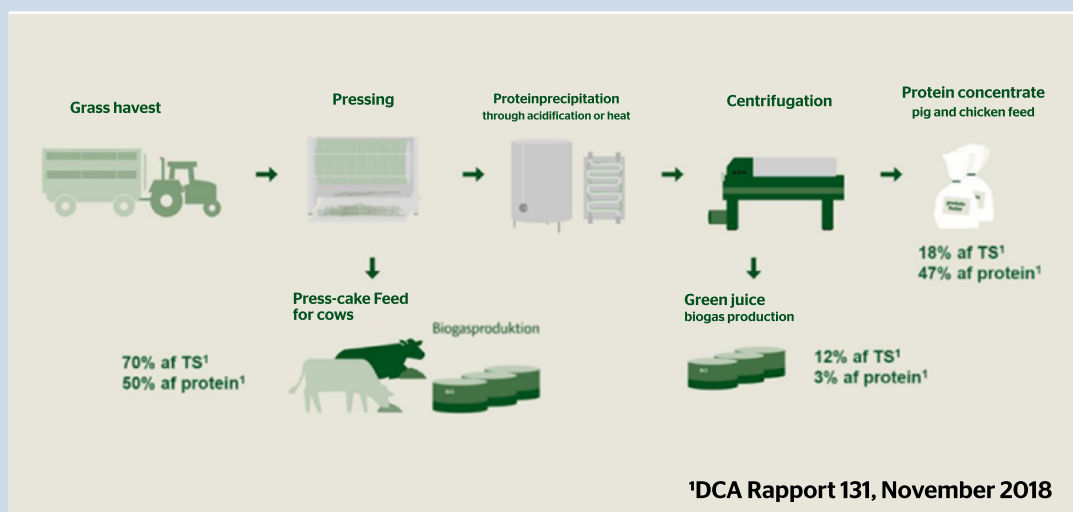 Grass havest
Pressing
Proteinprecipitation
through acidification or heat
Centrifugation
Protein concentrate
pig and chicken feed
18% af TS¹
47% af protein¹
Press-cake Feed
for cows
Biogasproduktion
70% af TS¹
50% af protein¹
Green juice
biogas production
12% af TS¹
3% af protein¹
¹DCA Rapport 131, November 2018